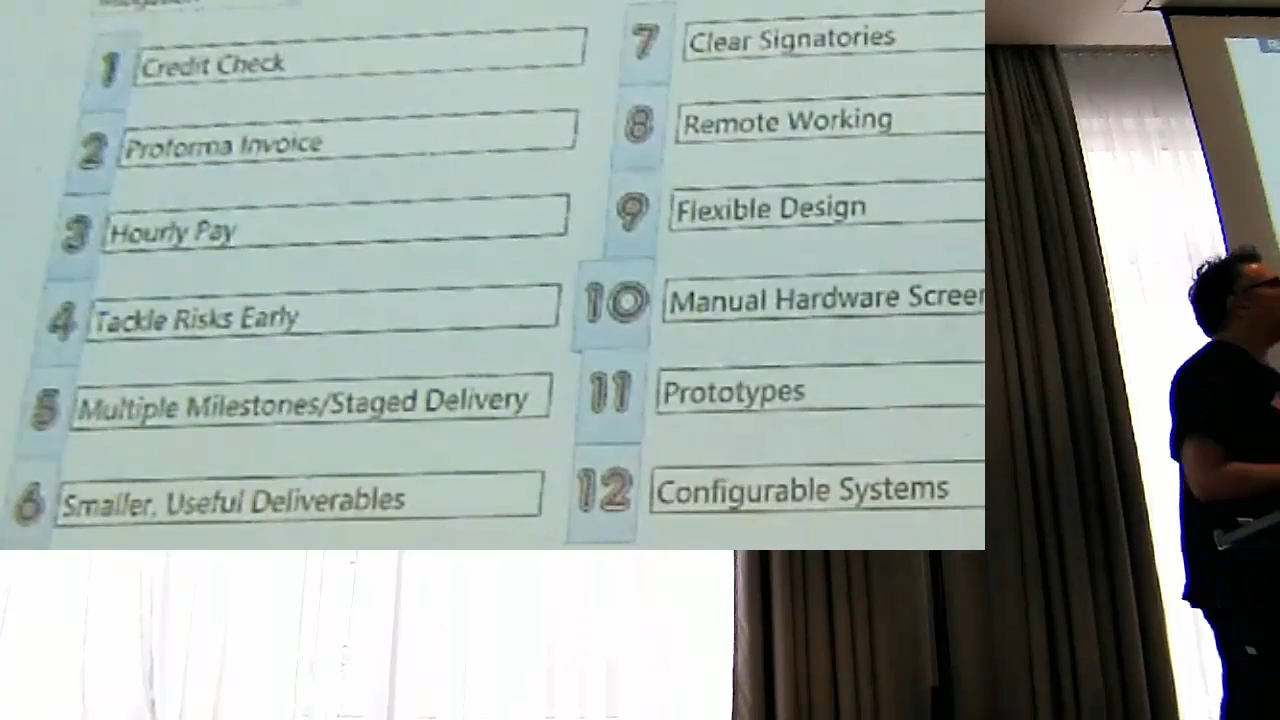 Mitigation
1 Credit Check
2 Proforma Invoice
3 Hourly Pay
4 Tackle Risks Early
5 Multiple Milestones/Staged Delivery
6 Smaller, Useful Deliverables
7 Clear Signatories
8 Remote Working
9 Flexible Design
10 Manual Hardware Screen
11 Prototypes
12 Configurable Systems